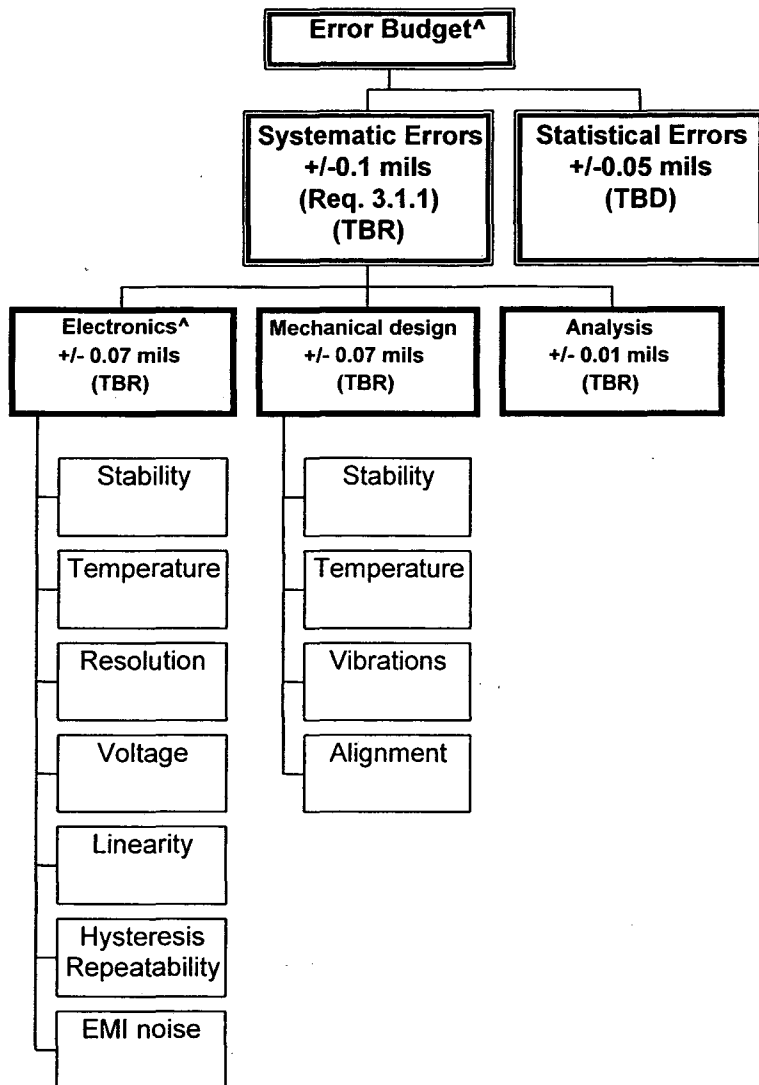 Error Budget^
Systematic Errors
+/-0.1 mils
(Req. 3.1.1)
(TBR)
Statistical Errors
+/-0.05 mils
(TBD)
Electronics^
+/- 0.07 mils
(TBR)
Mechanical design
+/- 0.07 mils
(TBR)
Analysis
+/- 0.01 mils
(TBR)
Stability
Temperature
Resolution
Voltage
Linearity
Hysteresis
Repeatability
EMI noise
Stability
Temperature
Vibrations
Alignment